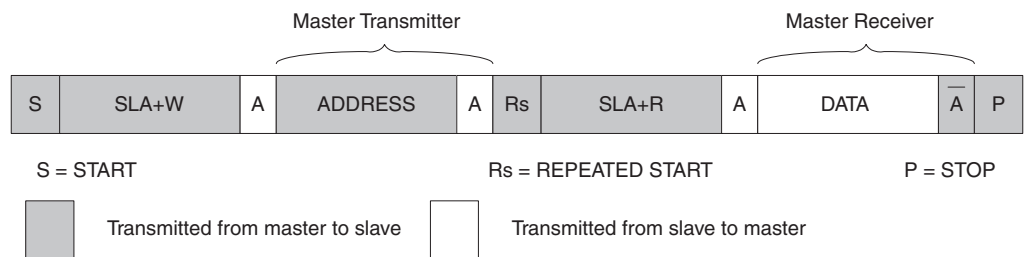 Master Transmitter Master Receiver
S SLA+W A ADDRESS A Rs SLA+R A DATA A̅ P
S = START Rs = REPEATED START P = STOP
Transmitted from master to slave Transmitted from slave to master